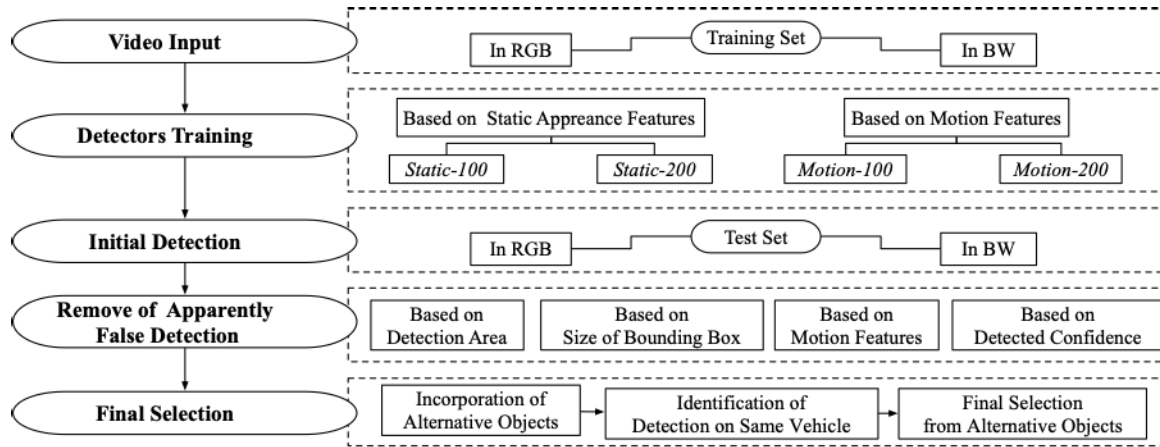 Video Input
In RGB
Training Set
In BW
Detectors Training
Based on Static Appreance Features
Based on Motion Features
Static-100
Static-200
Motion-100
Motion-200
Initial Detection
In RGB
Test Set
In BW
Remove of Apparently
False Detection
Based on
Detection Area
Based on
Size of Bounding Box
Based on
Motion Features
Based on
Detected Confidence
Final Selection
Incorporation of
Alternative Objects
Identification of
Detection on Same Vehicle
Final Selection
from Alternative Objects